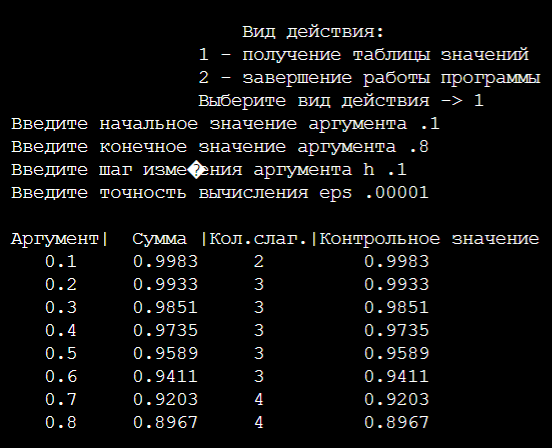 Вид действия:
1 - получение таблицы значений
2 - завершение работы программы
Выберите вид действия -> 1
Введите начальное значение аргумента .1
Введите конечное значение аргумента .8
Введите шаг изме�ения аргумента h .1
Введите точность вычисления eps .00001
Аргумент| Сумма |Кол.слаг.|Контрольное значение
0.1 0.9983 2 0.9983
0.2 0.9933 3 0.9933
0.3 0.9851 3 0.9851
0.4 0.9735 3 0.9735
0.5 0.9589 3 0.9589
0.6 0.9411 3 0.9411
0.7 0.9203 4 0.9203
0.8 0.8967 4 0.8967